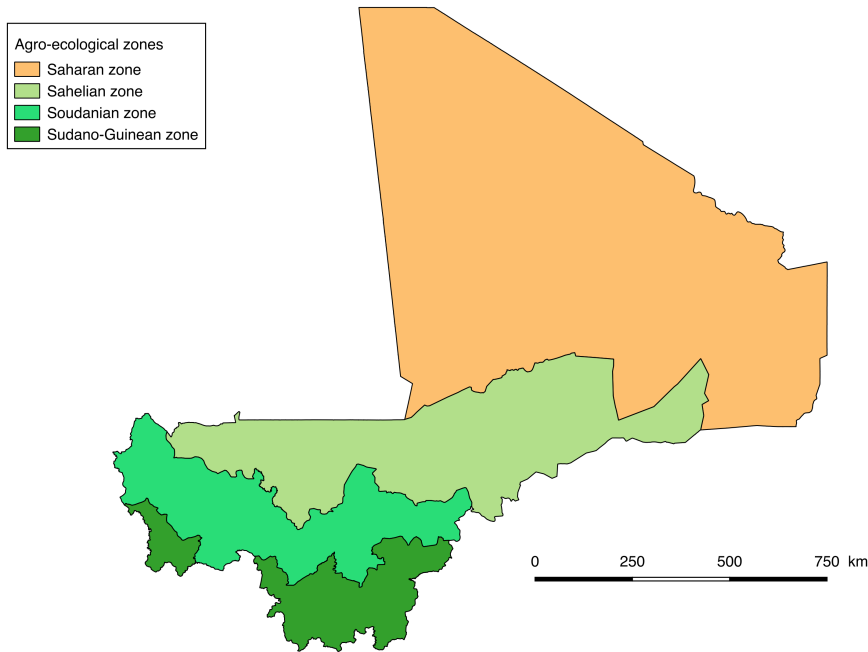 Agro-ecological zones
Saharan zone
Sahelian zone
Soudanian zone
Sudano-Guinean zone
0 250 500 750 km